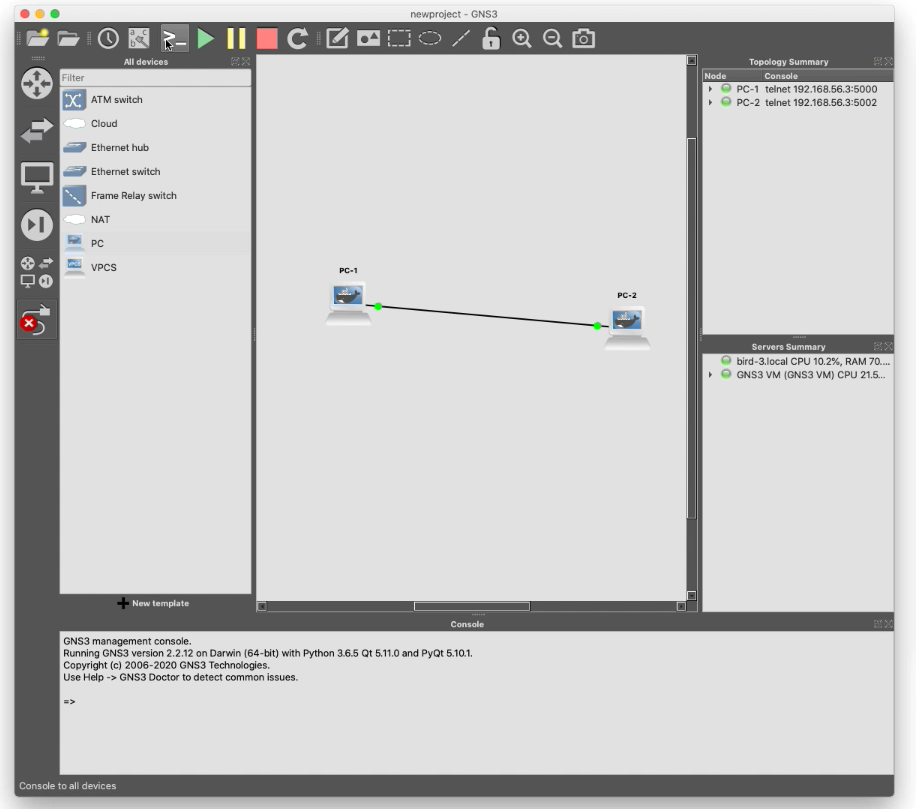 newproject - GNS3
All devices
Filter
ATM switch
Cloud
Ethernet hub
Ethernet switch
Frame Relay switch
NAT
PC
VPCS
New template
PC-1
PC-2
Topology Summary
Node Console
PC-1 telnet 192.168.56.3:5000
PC-2 telnet 192.168.56.3:5002
Servers Summary
bird-3.local CPU 10.2%, RAM 70....
GNS3 VM (GNS3 VM) CPU 21.5...
Console
GNS3 management console.
Running GNS3 version 2.2.12 on Darwin (64-bit) with Python 3.6.5 Qt 5.11.0 and PyQt 5.10.1.
Copyright (c) 2006-2020 GNS3 Technologies.
Use Help -> GNS3 Doctor to detect common issues.
=>
Console to all devices